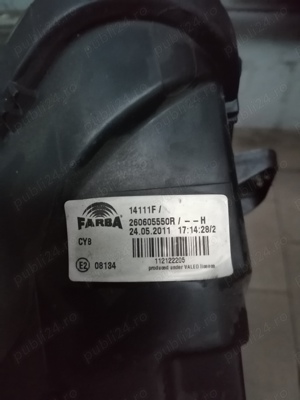 FARBA
14111F /
260605550R / -- H
24.05.2011 17:14:28/2
CY8
E2 08134
112122205
produced under VALEO licence
publi24.ro